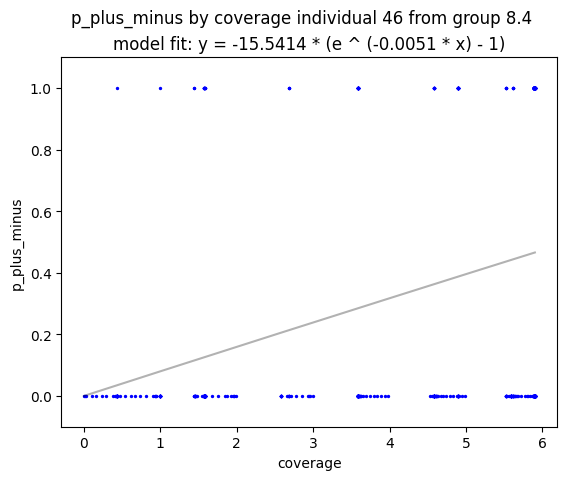 p_plus_minus by coverage individual 46 from group 8.4
model fit: y = -15.5414 * (e ^ (-0.0051 * x) - 1)
1.0
0.8
0.6
0.4
0.2
0.0
p_plus_minus
0 1 2 3 4 5 6
coverage